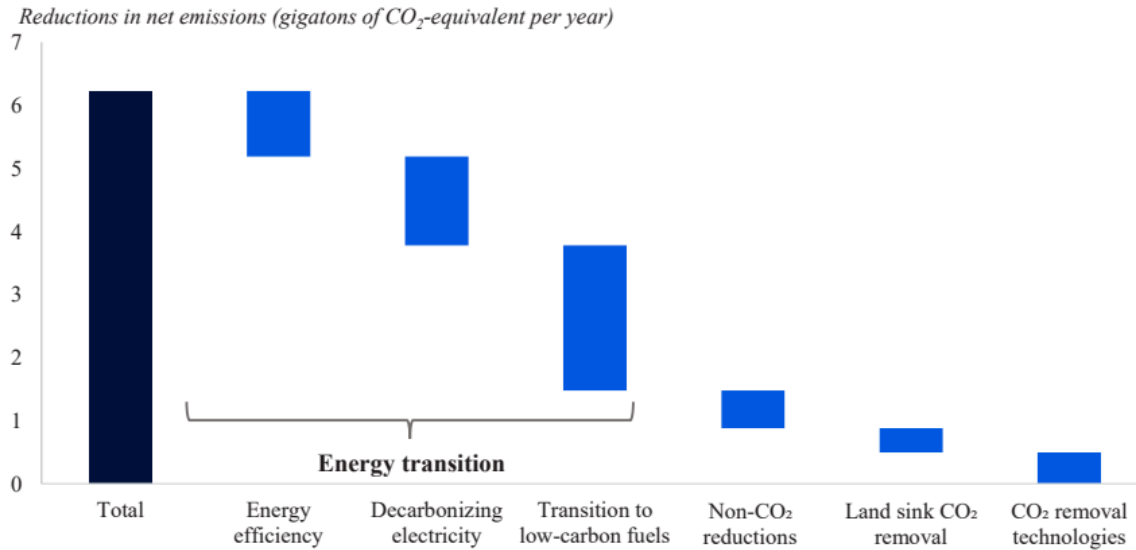 Reductions in net emissions (gigatons of CO₂-equivalent per year)
7
6
5
4
3
2
1
0
Energy transition
Total
Energy efficiency
Decarbonizing electricity
Transition to low-carbon fuels
Non-CO₂ reductions
Land sink CO₂ removal
CO₂ removal technologies